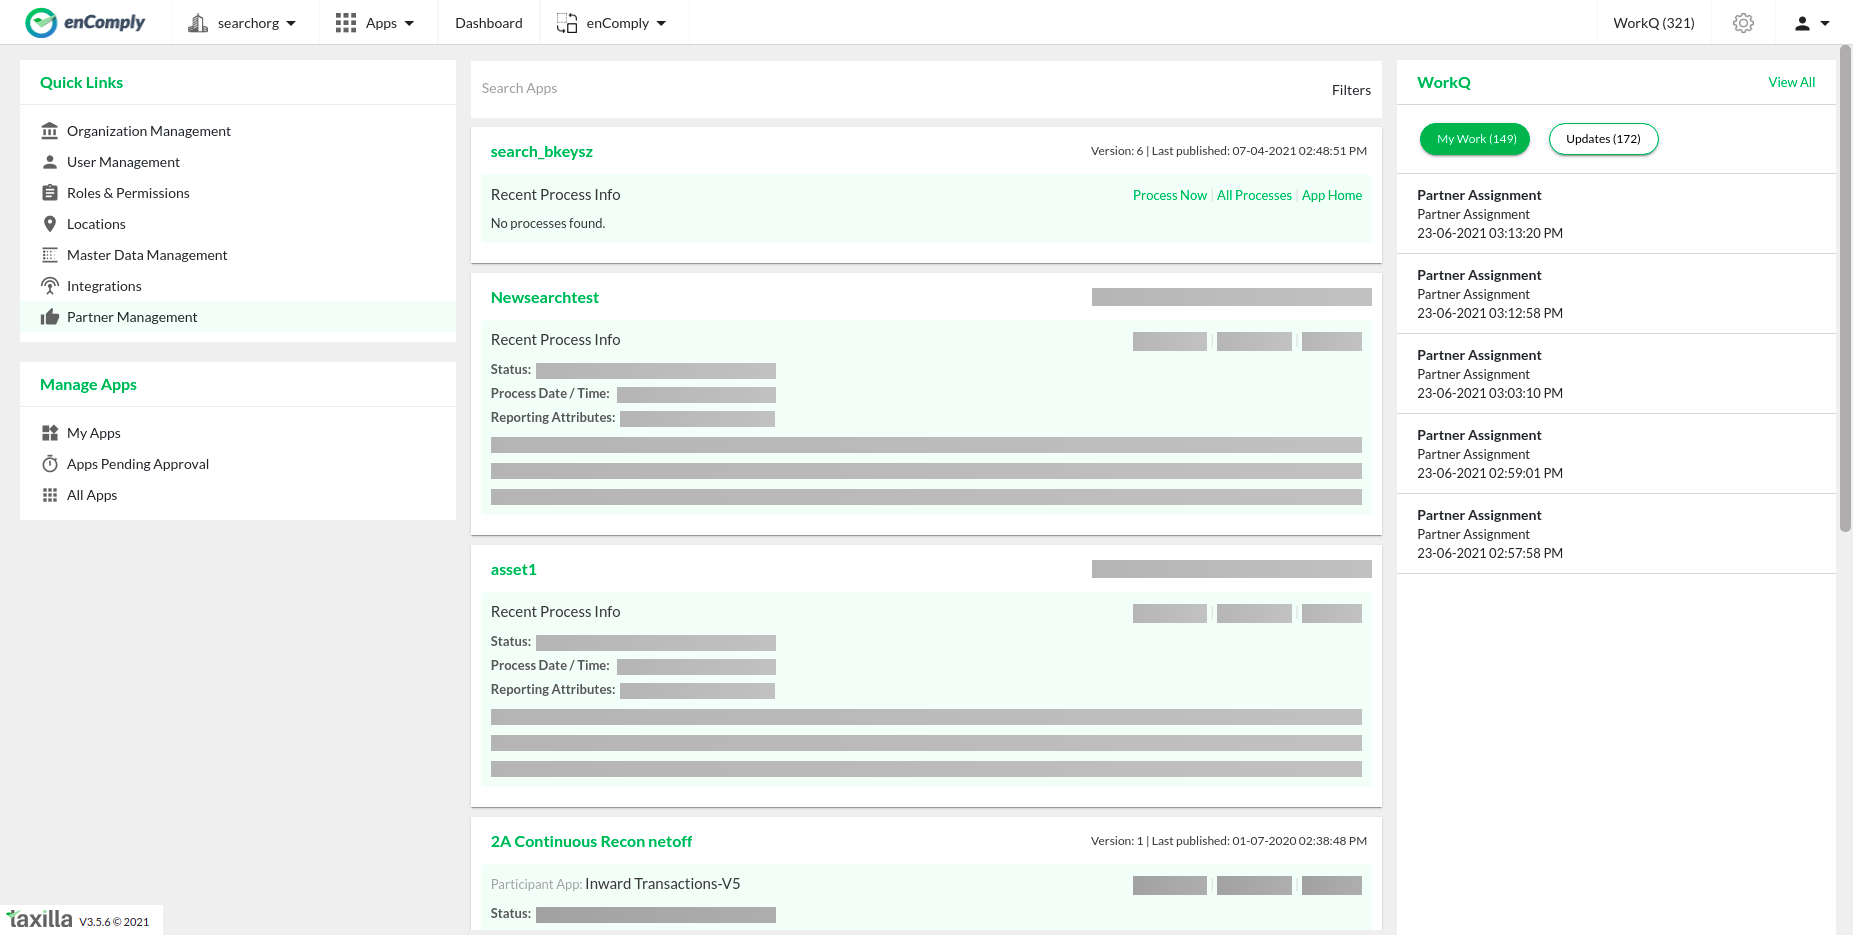 enComply
searchorg
Apps
Dashboard
enComply
WorkQ (321)
Quick Links
Organization Management
User Management
Roles & Permissions
Locations
Master Data Management
Integrations
Partner Management
Manage Apps
My Apps
Apps Pending Approval
All Apps
Search Apps
Filters
search_bkeysz
Version: 6 | Last published: 07-04-2021 02:48:51 PM
Recent Process Info
Process Now | All Processes | App Home
No processes found.
Newsearchtest
Recent Process Info
Status:
Process Date / Time:
Reporting Attributes:
asset1
Recent Process Info
Status:
Process Date / Time:
Reporting Attributes:
2A Continuous Recon netoff
Version: 1 | Last published: 01-07-2020 02:38:48 PM
Participant App: Inward Transactions-V5
Status:
WorkQ
View All
My Work (149)
Updates (172)
Partner Assignment
Partner Assignment
23-06-2021 03:13:20 PM
Partner Assignment
Partner Assignment
23-06-2021 03:12:58 PM
Partner Assignment
Partner Assignment
23-06-2021 03:03:10 PM
Partner Assignment
Partner Assignment
23-06-2021 02:59:01 PM
Partner Assignment
Partner Assignment
23-06-2021 02:57:58 PM
taxilla V3.5.6 © 2021